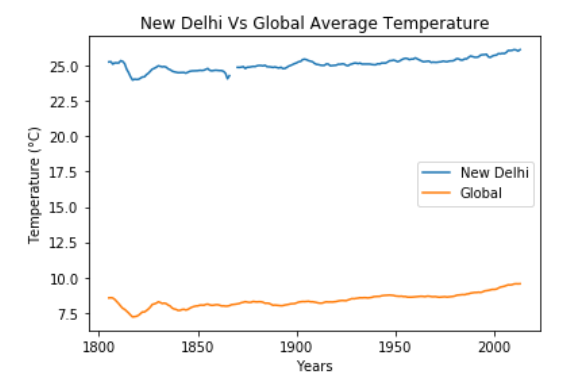 New Delhi Vs Global Average Temperature
Temperature (°C)
25.0
22.5
20.0
17.5
15.0
12.5
10.0
7.5
New Delhi
Global
1800 1850 1900 1950 2000
Years